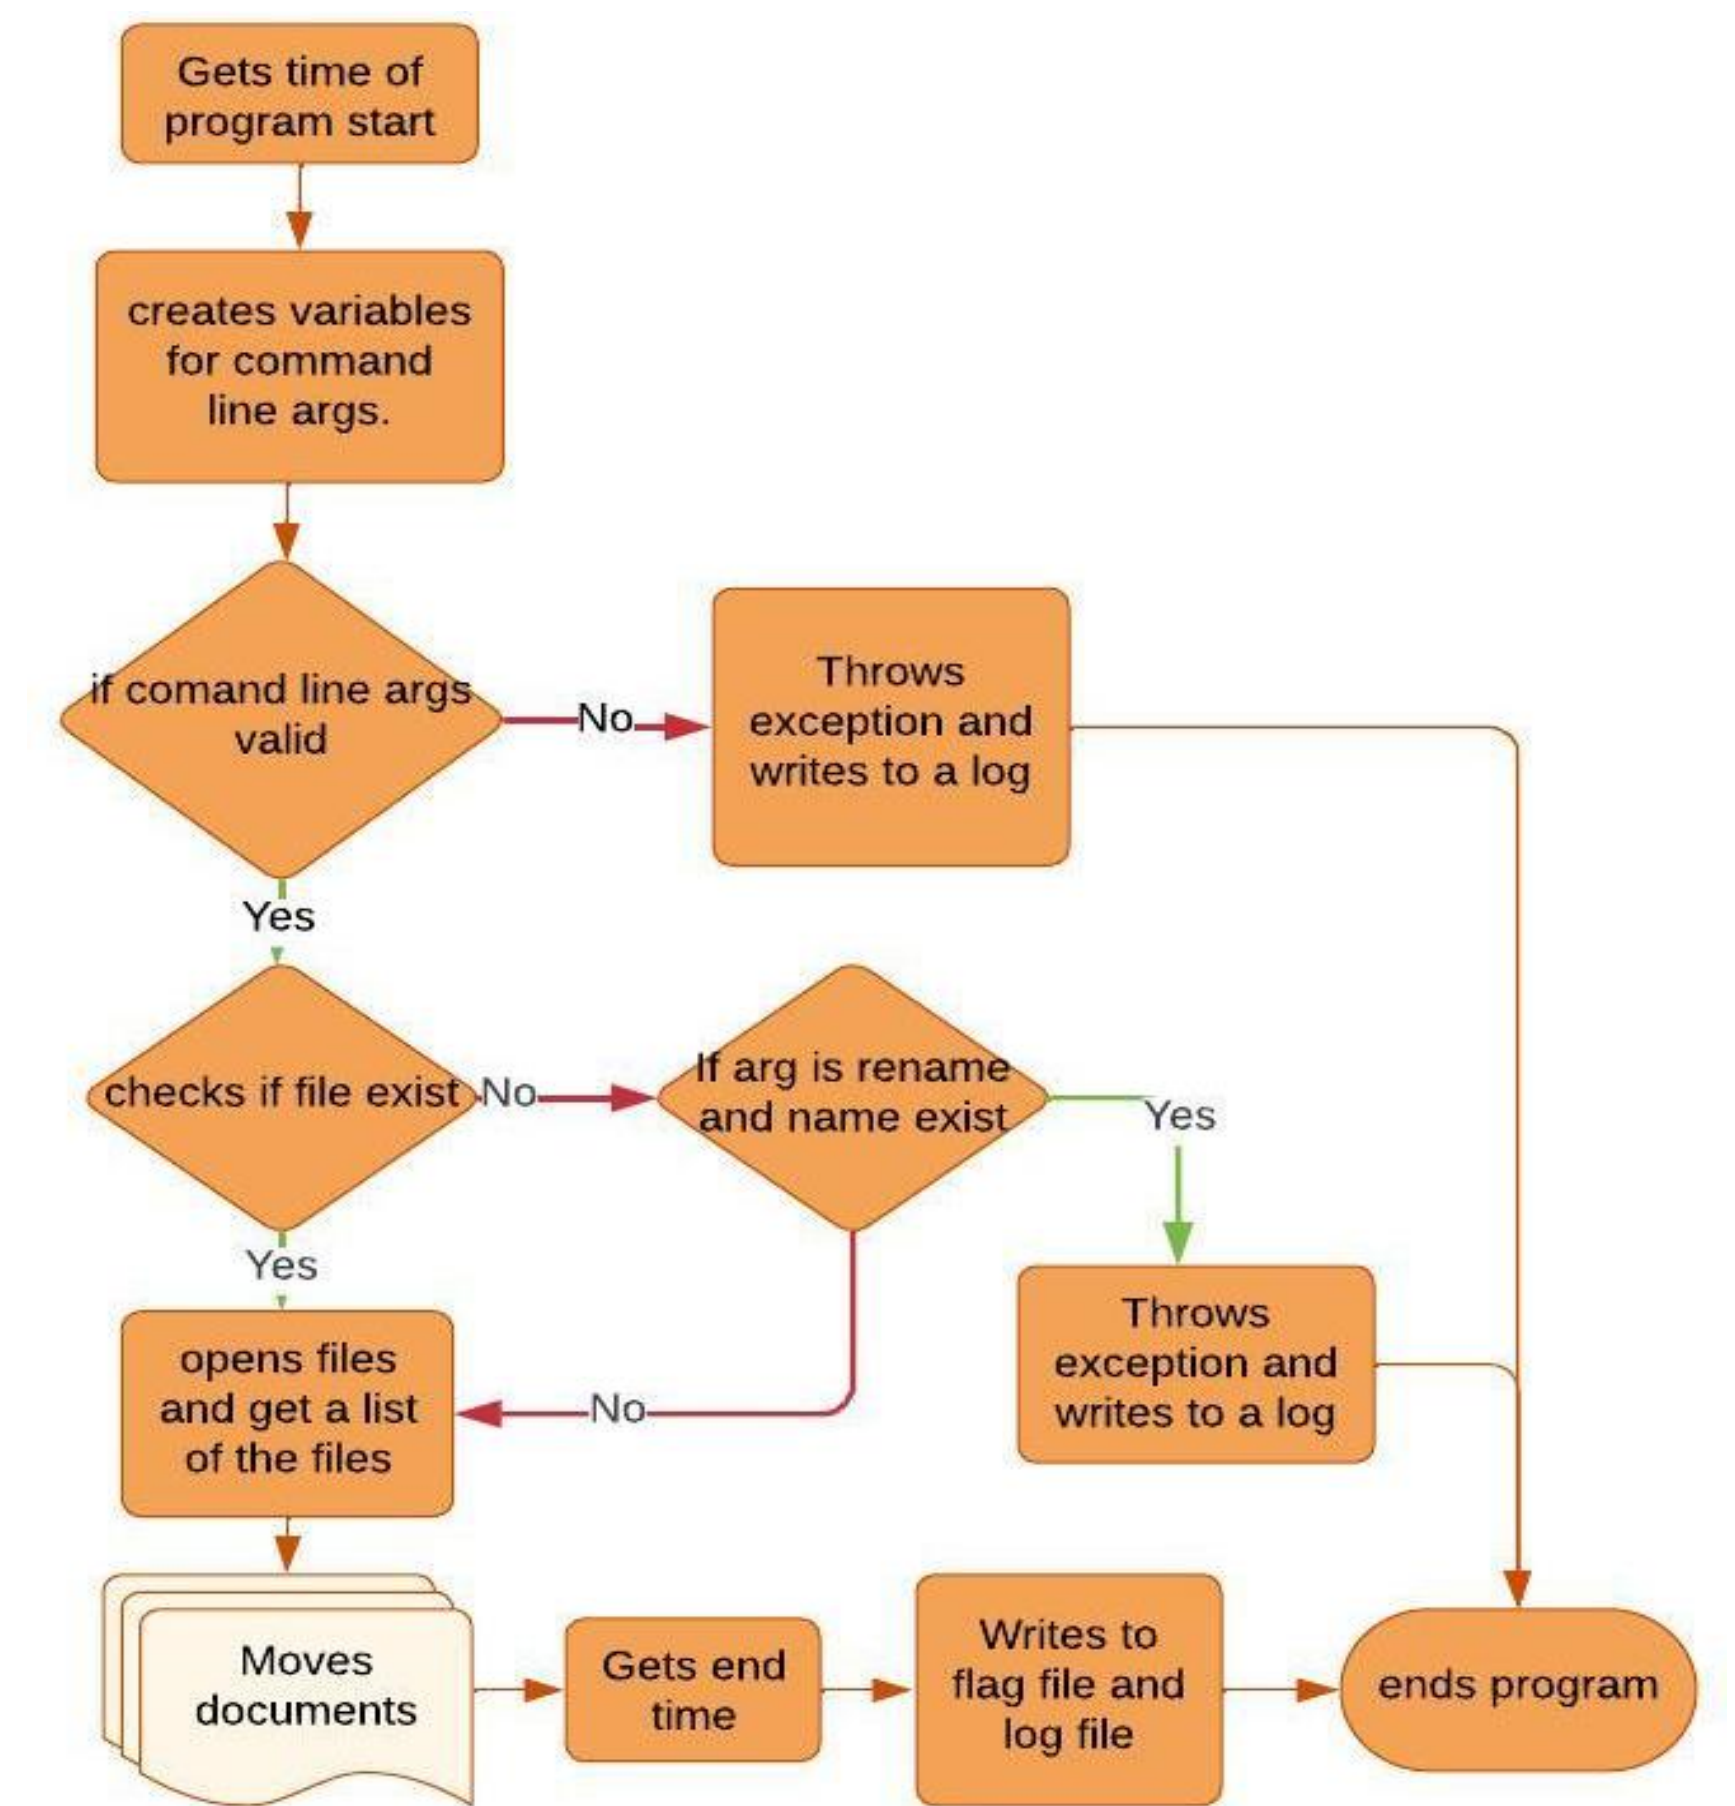 Gets time of
program start
creates variables
for command
line args.
if comand line args
valid
No
Throws
exception and
writes to a log
Yes
checks if file exist
No
If arg is rename
and name exist
Yes
Yes
Throws
exception and
writes to a log
opens files
and get a list
of the files
No
Moves
documents
Gets end
time
Writes to
flag file and
log file
ends program